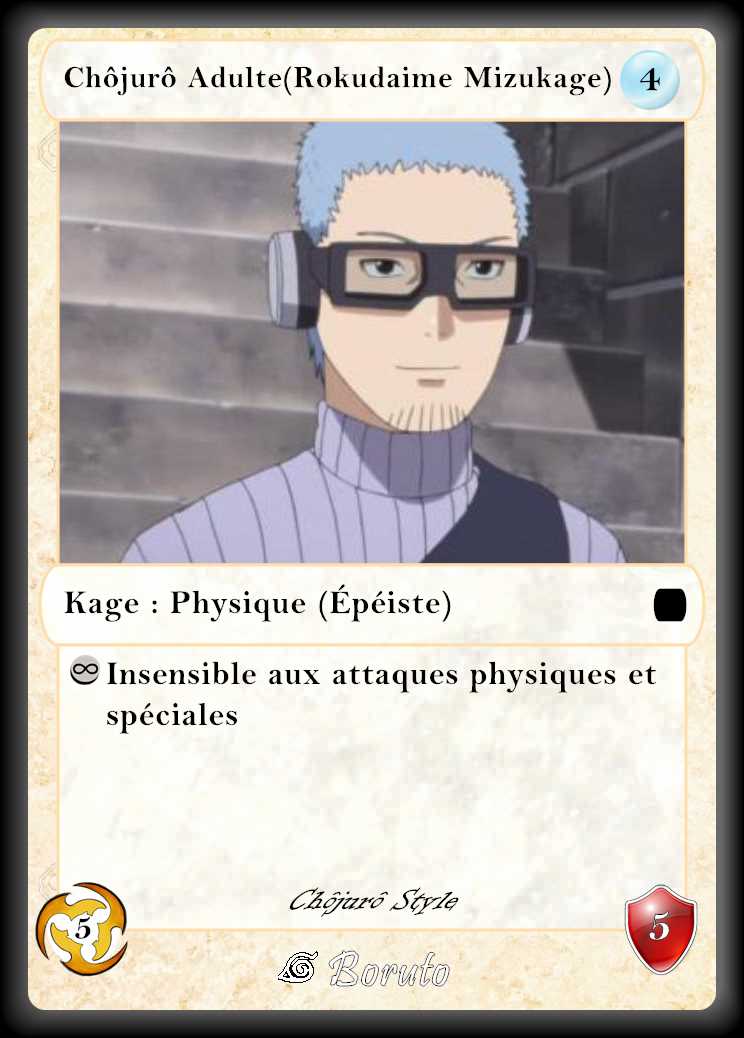 Chôjurô Adulte(Rokudaime Mizukage) 4
Kage : Physique (Épéiste)
Insensible aux attaques physiques et
spéciales
Chôjurô Style
5
5
Boruto